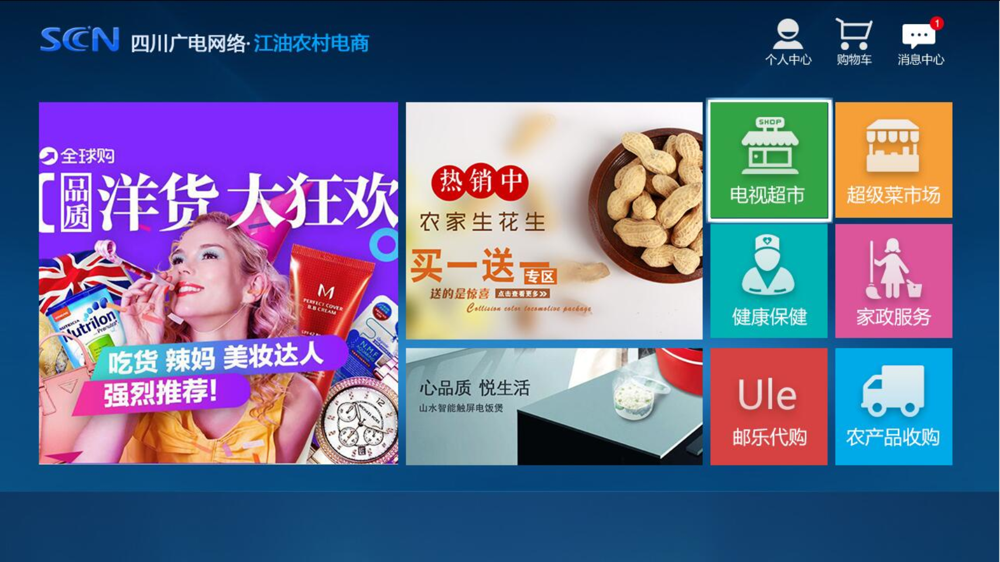 SCN 四川广电网络·江油农村电商
个人中心
购物车
1
消息中心
全球购
品质 洋货 大狂欢
NUTRICIA
Nutrilon
Pronutra
M
PERFECT COVER
B.B CREAM
N.M.F
吃货 辣妈 美妆达人
强烈推荐!
12
热销中
农家生花生
买一送一 专区
送的是惊喜 点击查看更多>>
Collision color locomolive package
心品质 悦生活
山水智能触屏电饭煲
SHOP
电视超市
超级菜市场
健康保健
家政服务
Ule
邮乐代购
农产品收购